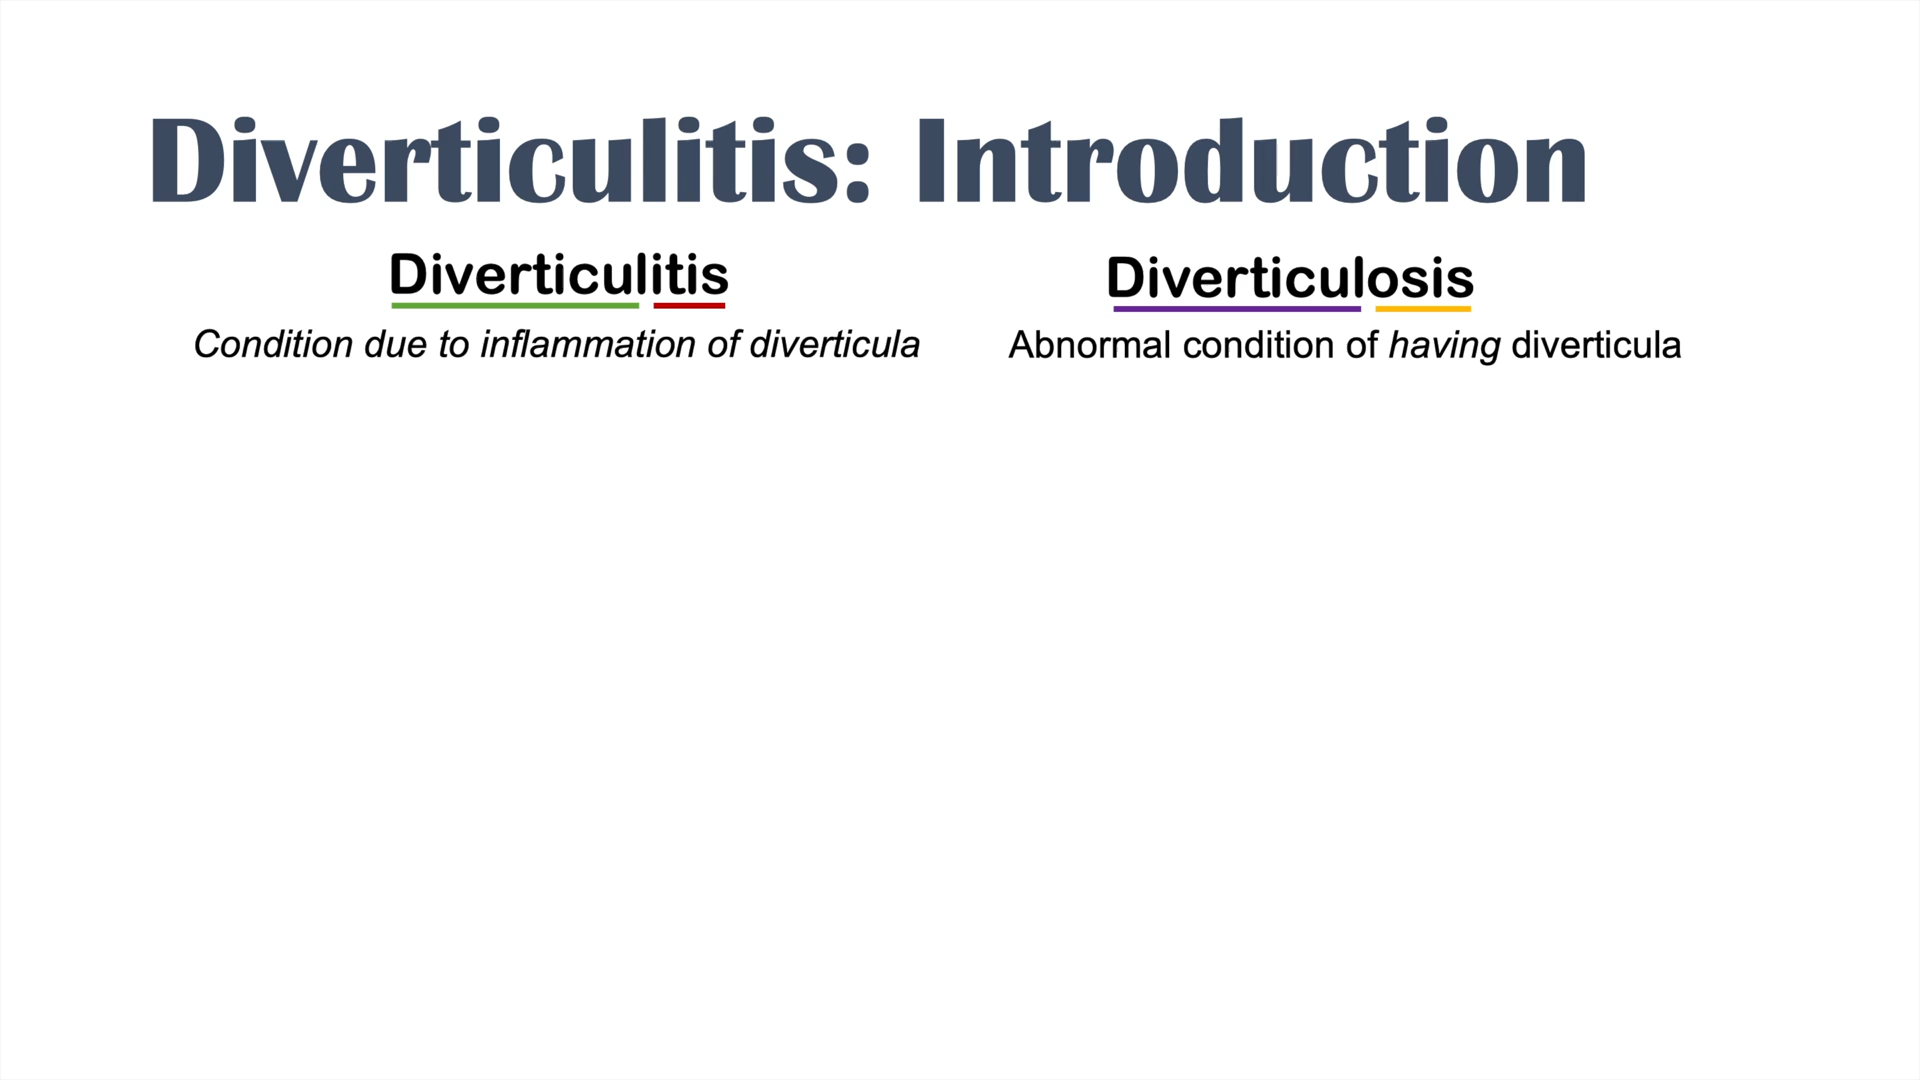 Diverticulitis: Introduction
Diverticulitis
Condition due to inflammation of diverticula
Diverticulosis
Abnormal condition of having diverticula